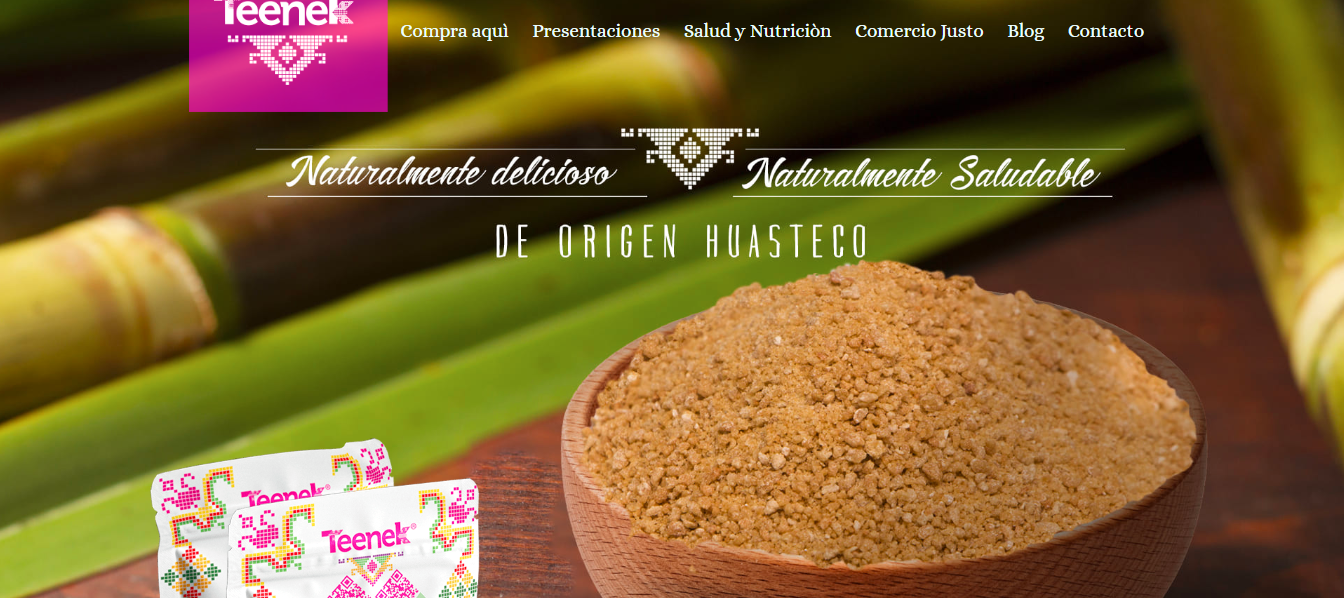 Teenek
Compra aquì Presentaciones Salud y Nutriciòn Comercio Justo Blog Contacto
Naturalmente delicioso Naturalmente Saludable
DE ORIGEN HUASTECO
Teenek®
Teenek®